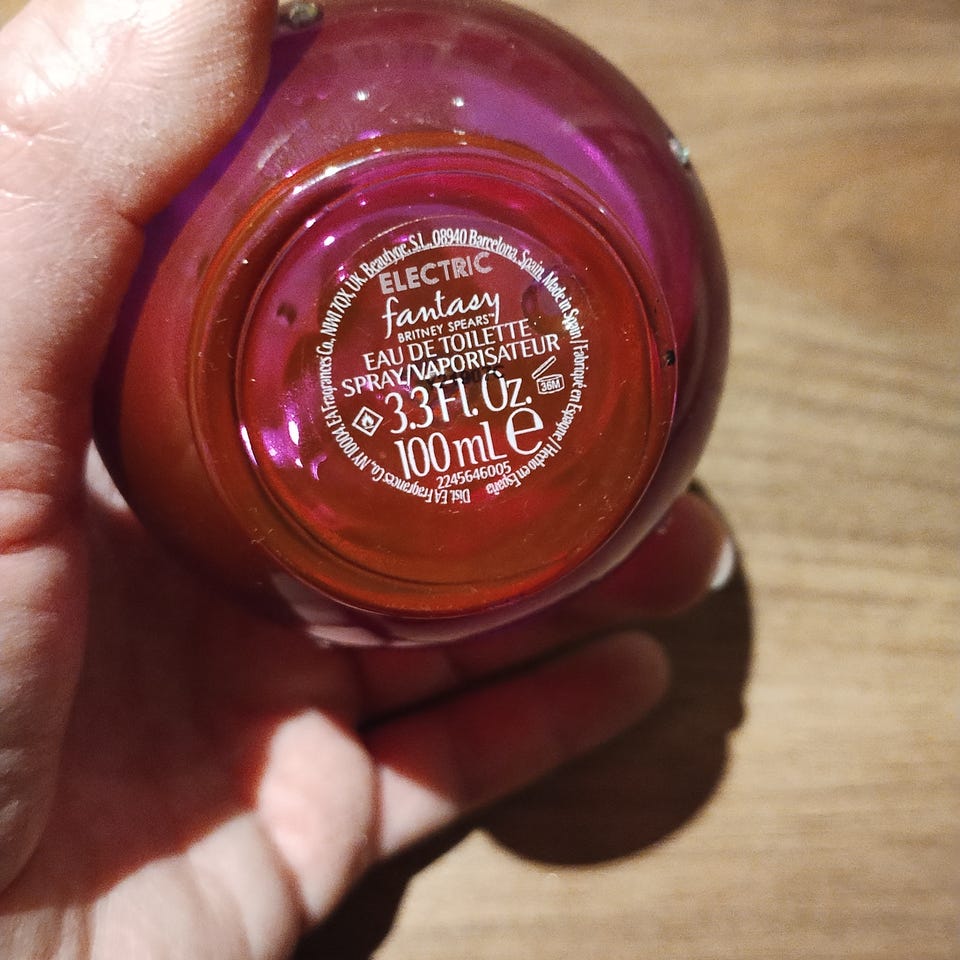 ELECTRIC
fantasy
BRITNEY SPEARS™
EAU DE TOILETTE
SPRAY/VAPORISATEUR
3.3 Fl. Oz.
36M
100 mL e
2245646005
Dist. EA Fragrances Co., NY 10004, EA Fragrances Co., NW1 7QX, UK, Beautyge, S.L., 08940 Barcelona, Spain. Made in Spain / Fabriqué en Espagne / Hecho en España